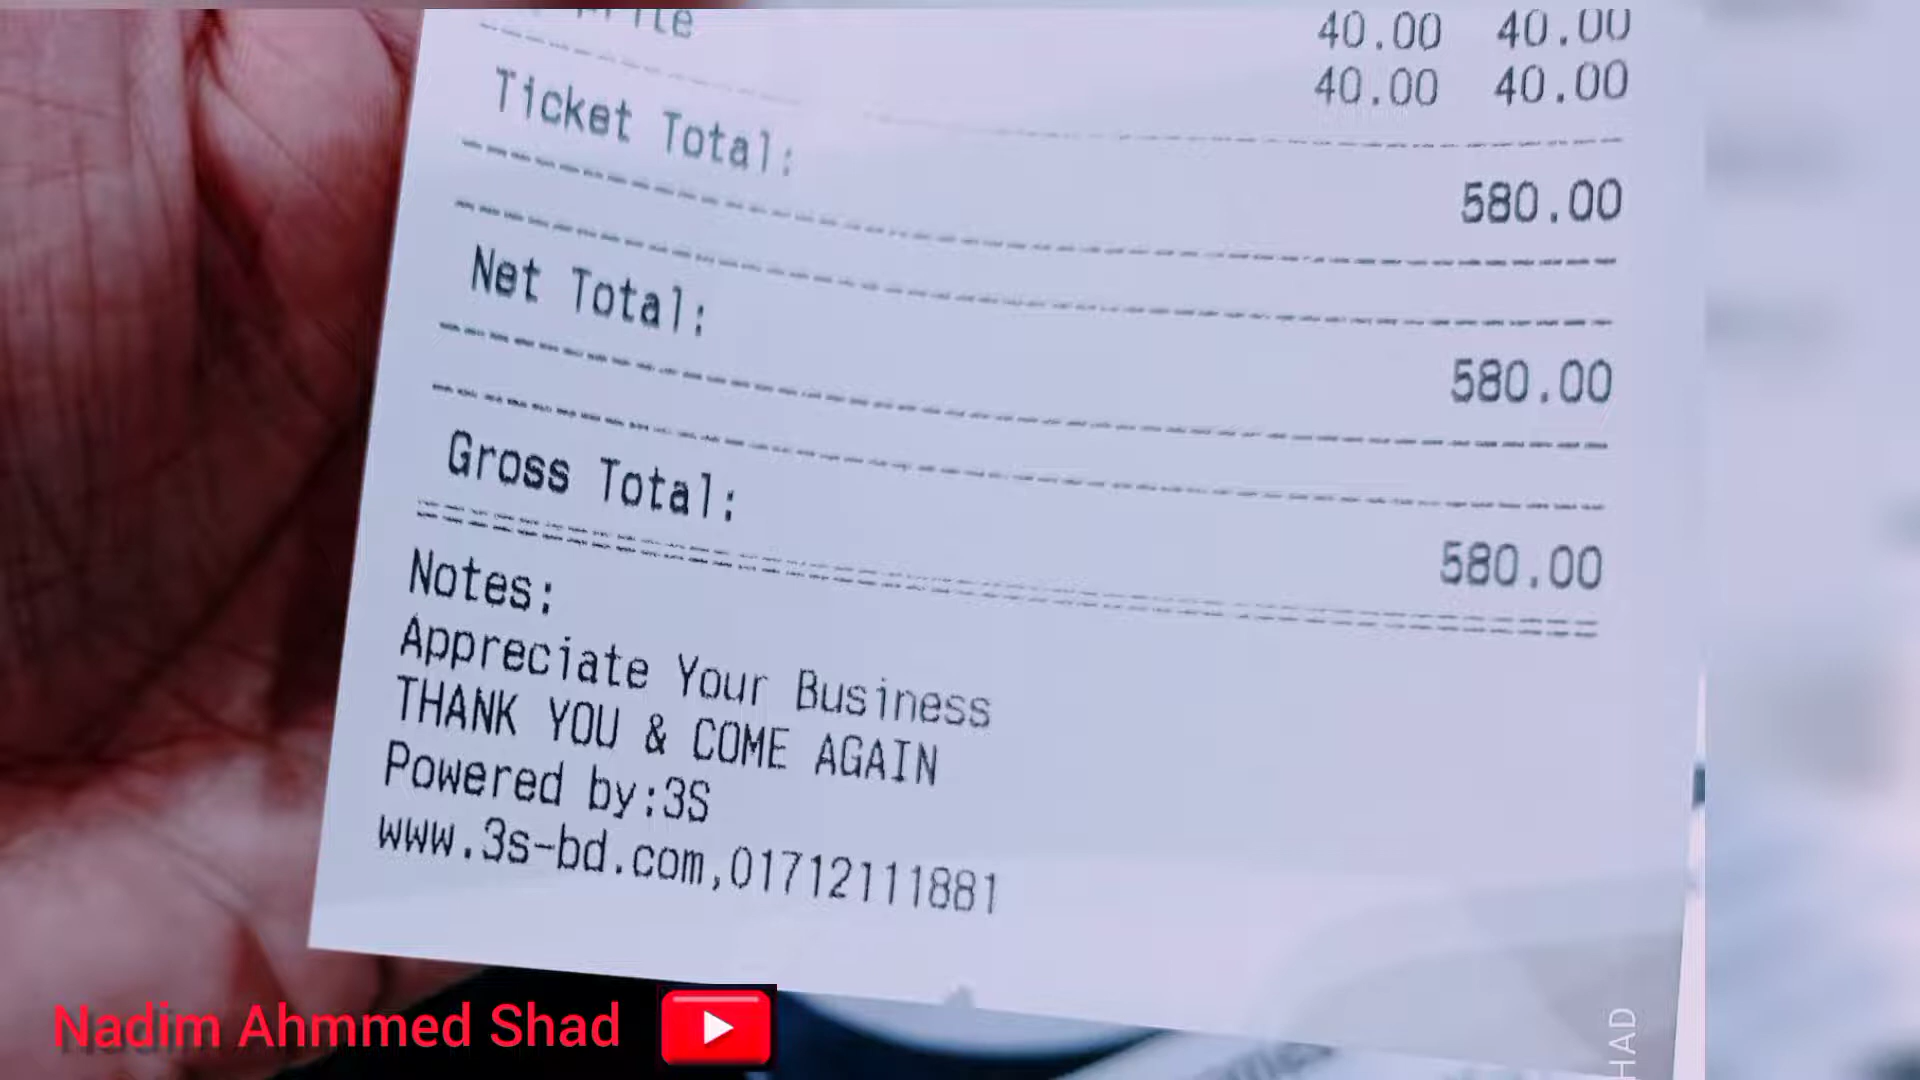 40.00 40.00
40.00 40.00
Ticket Total:
580.00
Net Total:
580.00
Gross Total:
580.00
Notes:
Appreciate Your Business
THANK YOU & COME AGAIN
Powered by:3S
www.3s-bd.com,01712111881
Nadim Ahmmed Shad
HAD